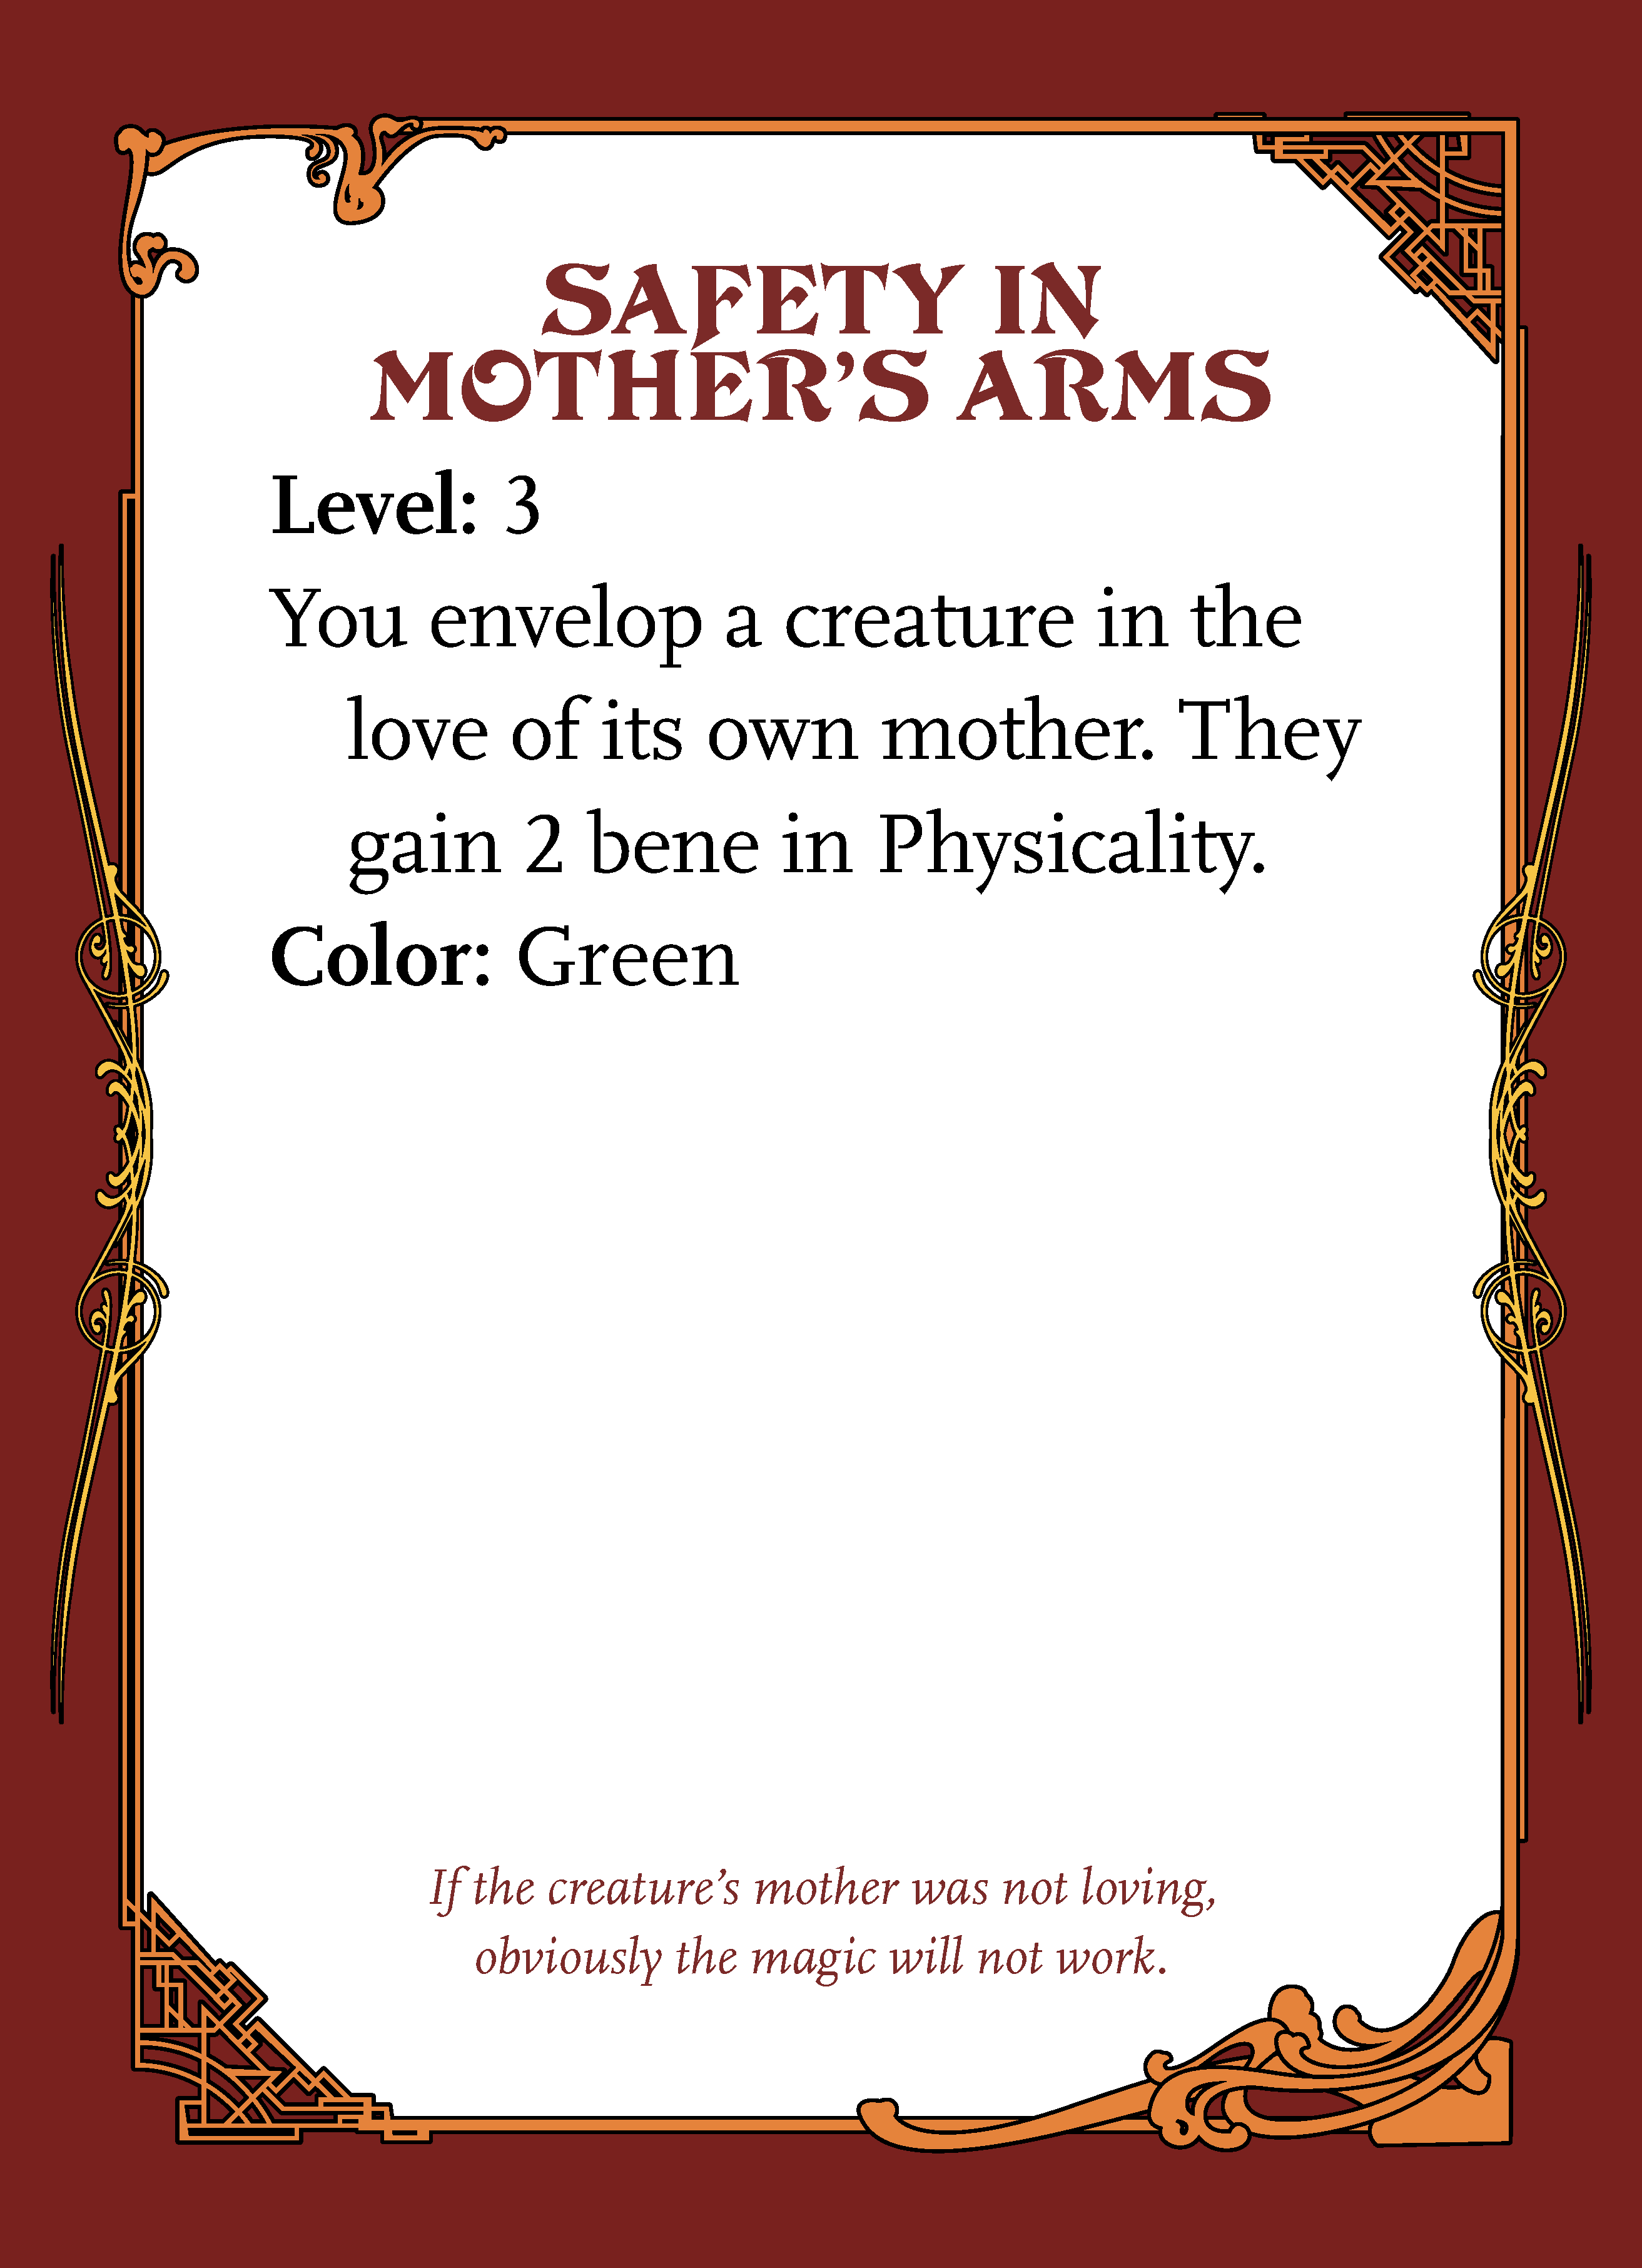 SAFETY IN
MOTHER’S ARMS
Level: 3
You envelop a creature in the
love of its own mother. They
gain 2 bene in Physicality.
Color: Green
If the creature’s mother was not loving,
obviously the magic will not work.